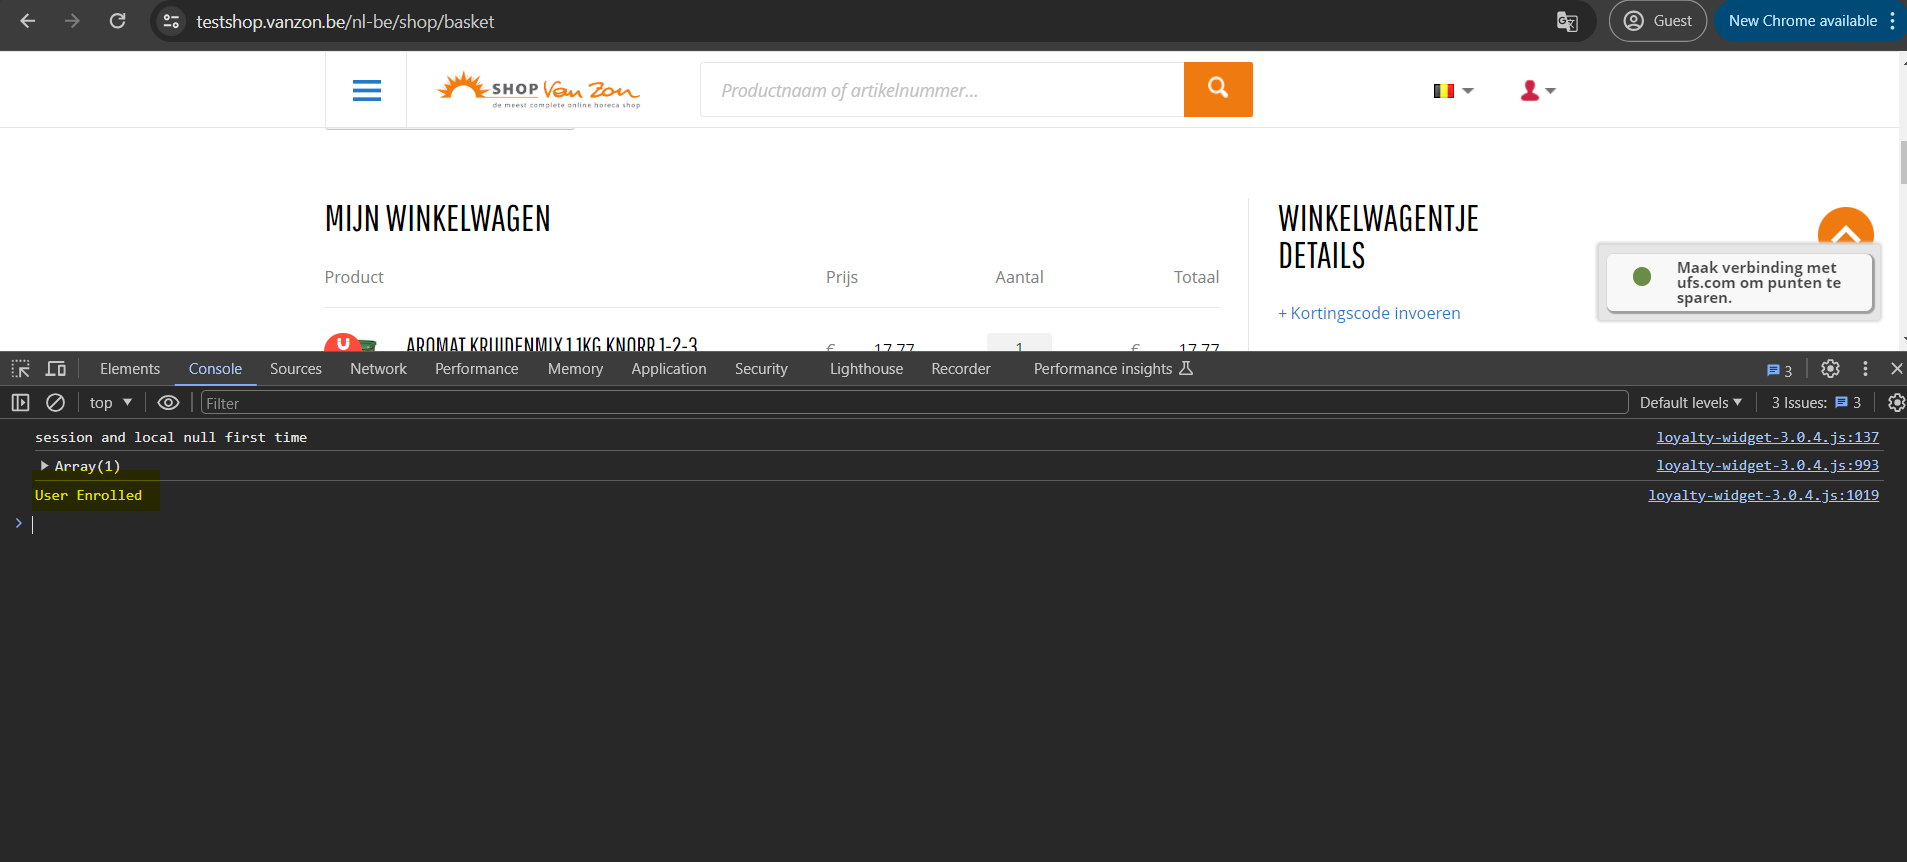 testshop.vanzon.be/nl-be/shop/basket
Guest
New Chrome available
SHOP Van Zon
de meest complete online horeca shop
Productnaam of artikelnummer...
MIJN WINKELWAGEN
Product Prijs Aantal Totaal
AROMAT KRUIDENMIX 1,1KG KNORR 1-2-3 € 17,77 1 € 17,77
WINKELWAGENTJE
DETAILS
+ Kortingscode invoeren
Maak verbinding met
ufs.com om punten te
sparen.
Elements Console Sources Network Performance Memory Application Security Lighthouse Recorder Performance insights 3
top Filter Default levels 3 Issues: 3
session and local null first time loyalty-widget-3.0.4.js:137
Array(1) loyalty-widget-3.0.4.js:993
User Enrolled loyalty-widget-3.0.4.js:1019